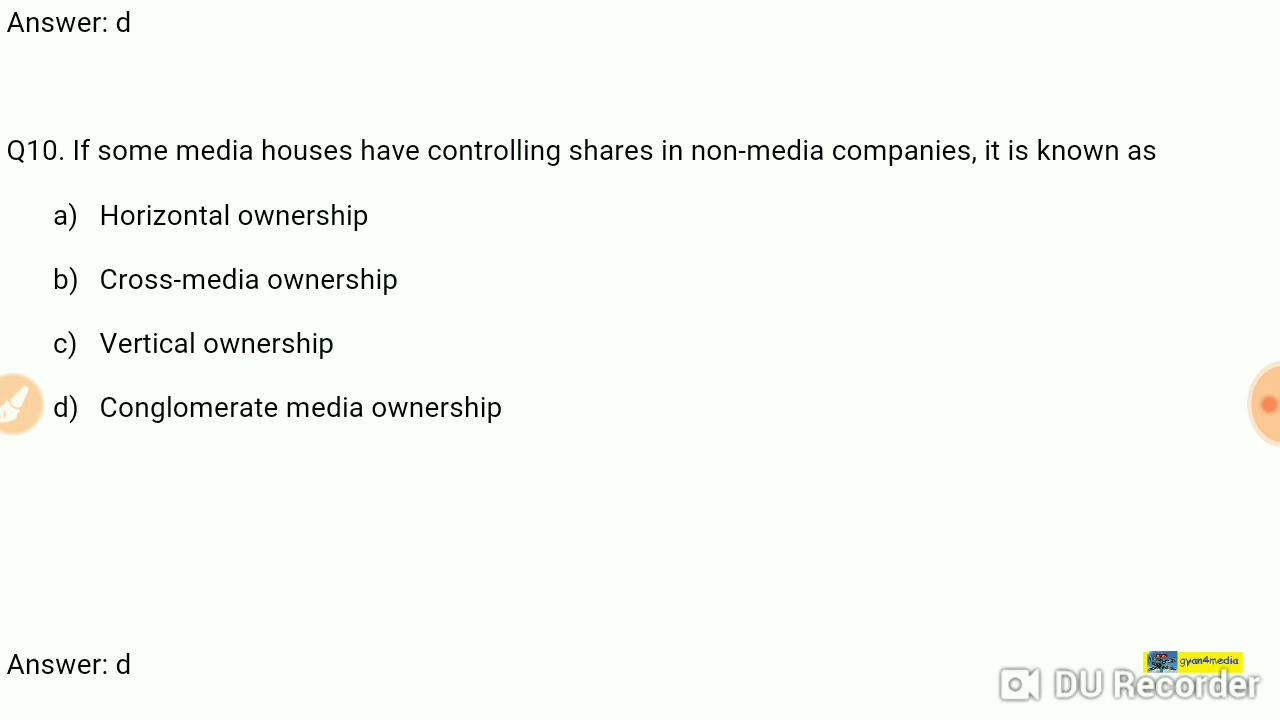 Answer: d
Q10. If some media houses have controlling shares in non-media companies, it is known as
a) Horizontal ownership
b) Cross-media ownership
c) Vertical ownership
d) Conglomerate media ownership
Answer: d
gyan4media
DU Recorder